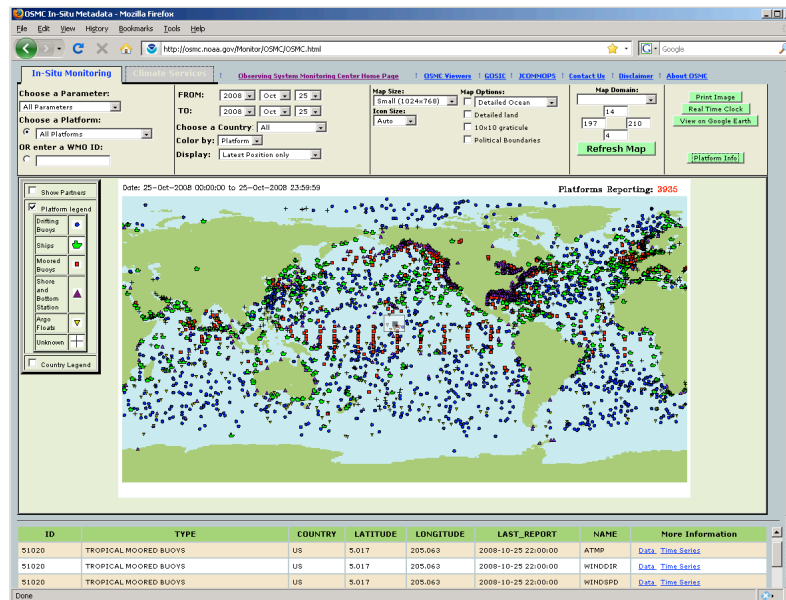 OSMC In-Situ Metadata - Mozilla Firefox
File Edit View History Bookmarks Tools Help
http://osmc.noaa.gov/Monitor/OSMC/OSMC.html
Google
In-Situ Monitoring
Climate Services
Observing System Monitoring Center Home Page
OSMC Viewers
GOSIC
JCOMMOPS
Contact Us
Disclaimer
About OSMC
Choose a Parameter:
All Parameters
Choose a Platform:
All Platforms
OR enter a WMO ID:
FROM: 2008 Oct 25
TO: 2008 Oct 25
Choose a Country: All
Color by: Platform
Display: Latest Position only
Map Size:
Small (1024x768)
Icon Size:
Auto
Map Options:
Detailed Ocean
Detailed land
10x10 graticule
Political Boundaries
Map Domain:
14
197 210
4
Refresh Map
Print Image
Real Time Clock
View on Google Earth
Platform Info
Show Partners
Platform legend
Drifting
Buoys
Ships
Moored
Buoys
Shore
and
Bottom
Station
Argo
Floats
Unknown
Country Legend
Date: 25-Oct-2008 00:00:00 to 25-Oct-2008 23:59:59
Platforms Reporting: 3935
ID TYPE COUNTRY LATITUDE LONGITUDE LAST_REPORT NAME More Information
51020 TROPICAL MOORED BUOYS US 5.017 205.063 2008-10-25 22:00:00 ATMP Data Time Series
51020 TROPICAL MOORED BUOYS US 5.017 205.063 2008-10-25 22:00:00 WINDDIR Data Time Series
51020 TROPICAL MOORED BUOYS US 5.017 205.063 2008-10-25 22:00:00 WINDSPD Data Time Series
Done